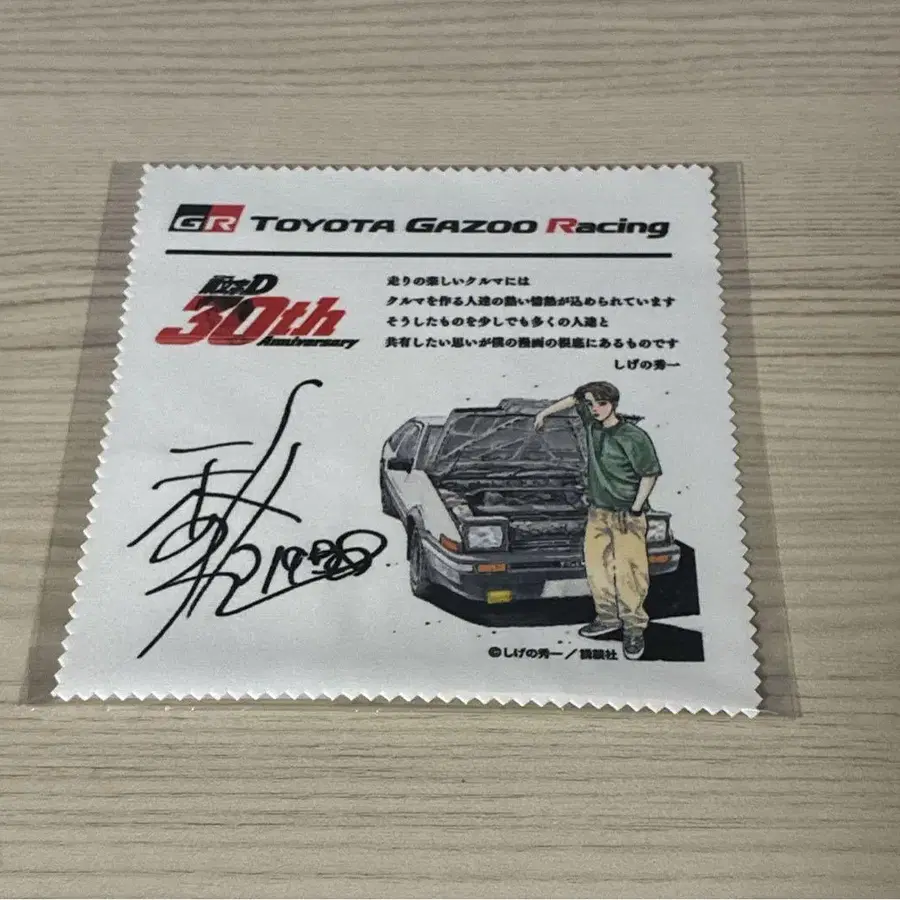 GR TOYOTA GAZOO Racing
頭文字D
30th
Anniversary
走りの楽しいクルマには
クルマを作る人達の熱い情熱が込められています
そうしたものを少しでも多くの人達と
共有したい思いが僕の漫画の根底にあるものです
しげの秀一
©しげの秀一／講談社